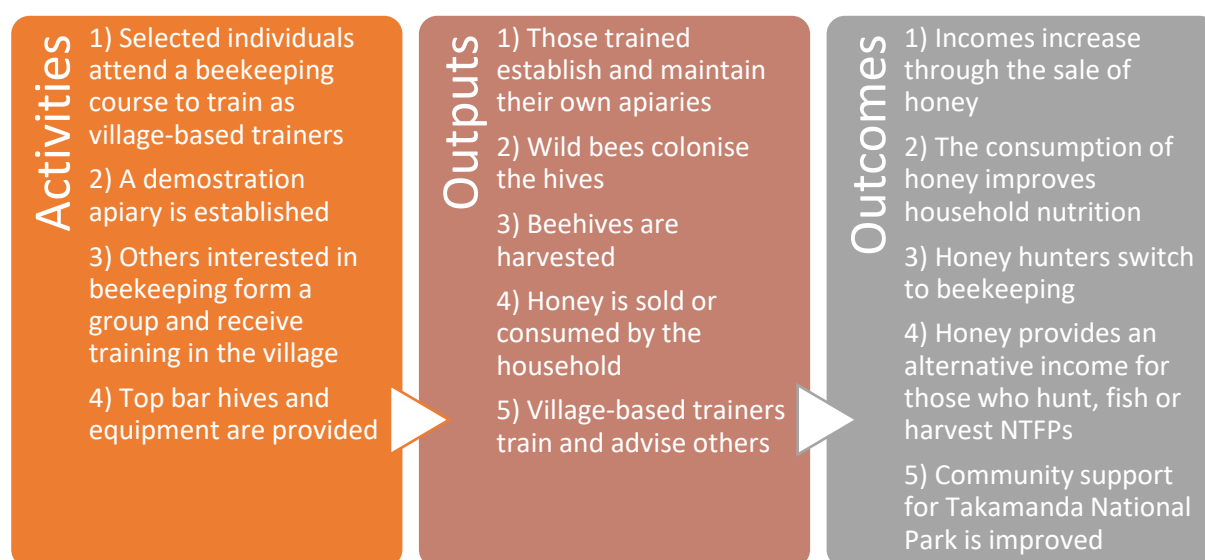 Activities
1) Selected individuals
attend a beekeeping
course to train as
village-based trainers
2) A demostration
apiary is established
3) Others interested in
beekeeping form a
group and receive
training in the village
4) Top bar hives and
equipment are provided
Outputs
1) Those trained
establish and maintain
their own apiaries
2) Wild bees colonise
the hives
3) Beehives are
harvested
4) Honey is sold or
consumed by the
household
5) Village-based trainers
train and advise others
Outcomes
1) Incomes increase
through the sale of
honey
2) The consumption of
honey improves
household nutrition
3) Honey hunters switch
to beekeeping
4) Honey provides an
alternative income for
those who hunt, fish or
harvest NTFPs
5) Community support
for Takamanda National
Park is improved